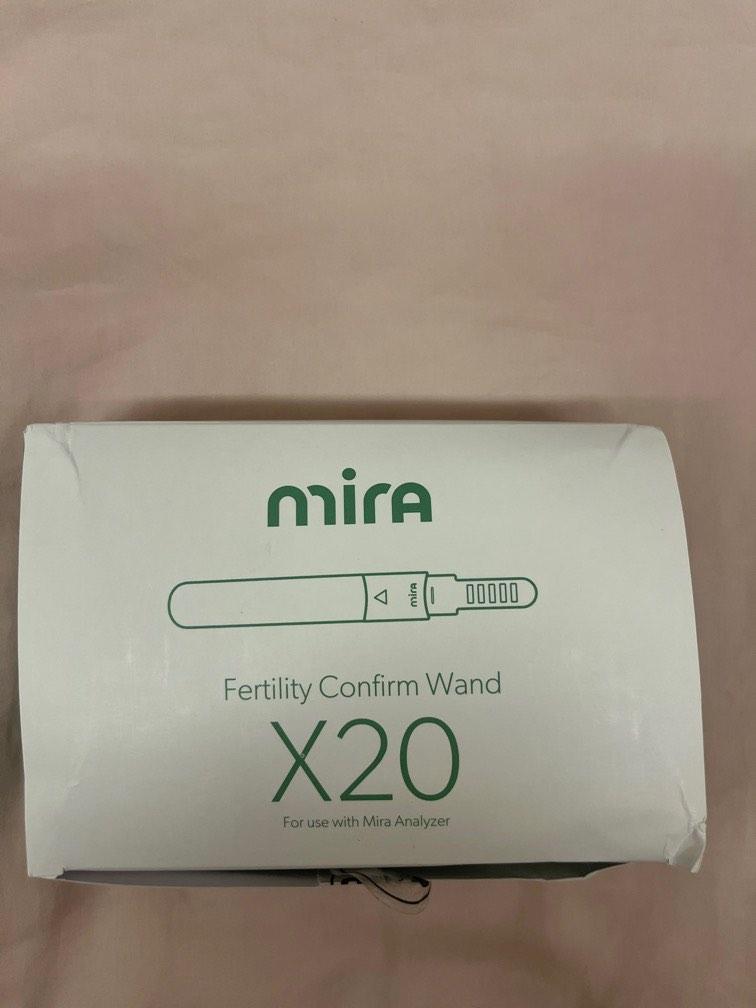 mira
mira
Fertility Confirm Wand
X20
For use with Mira Analyzer